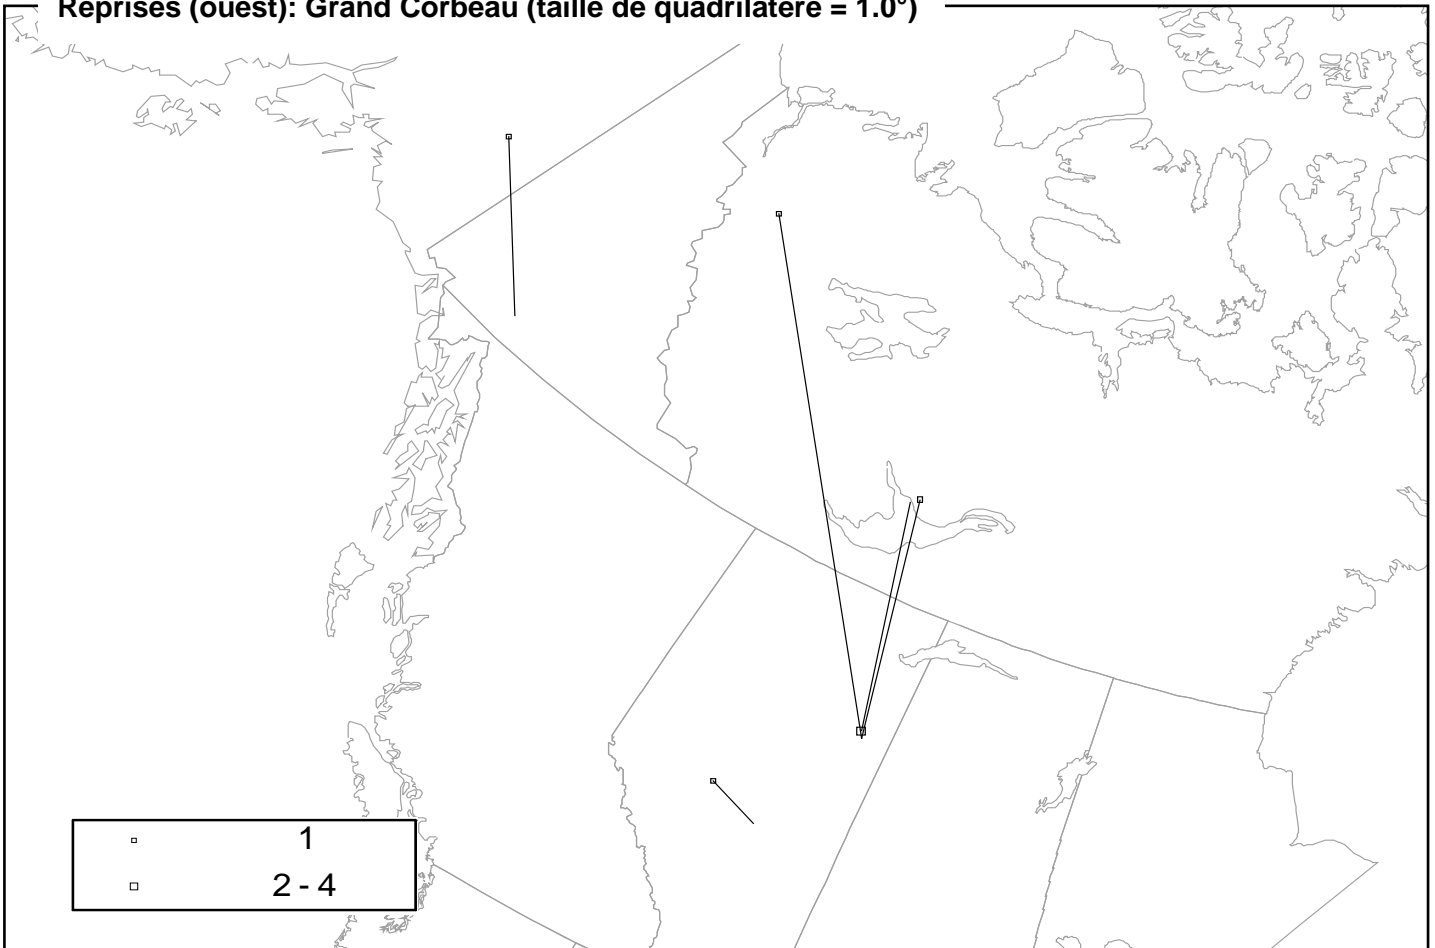 Reprises (ouest): Grand Corbeau (taille de quadrilatère = 1.0°)
1
2 - 4